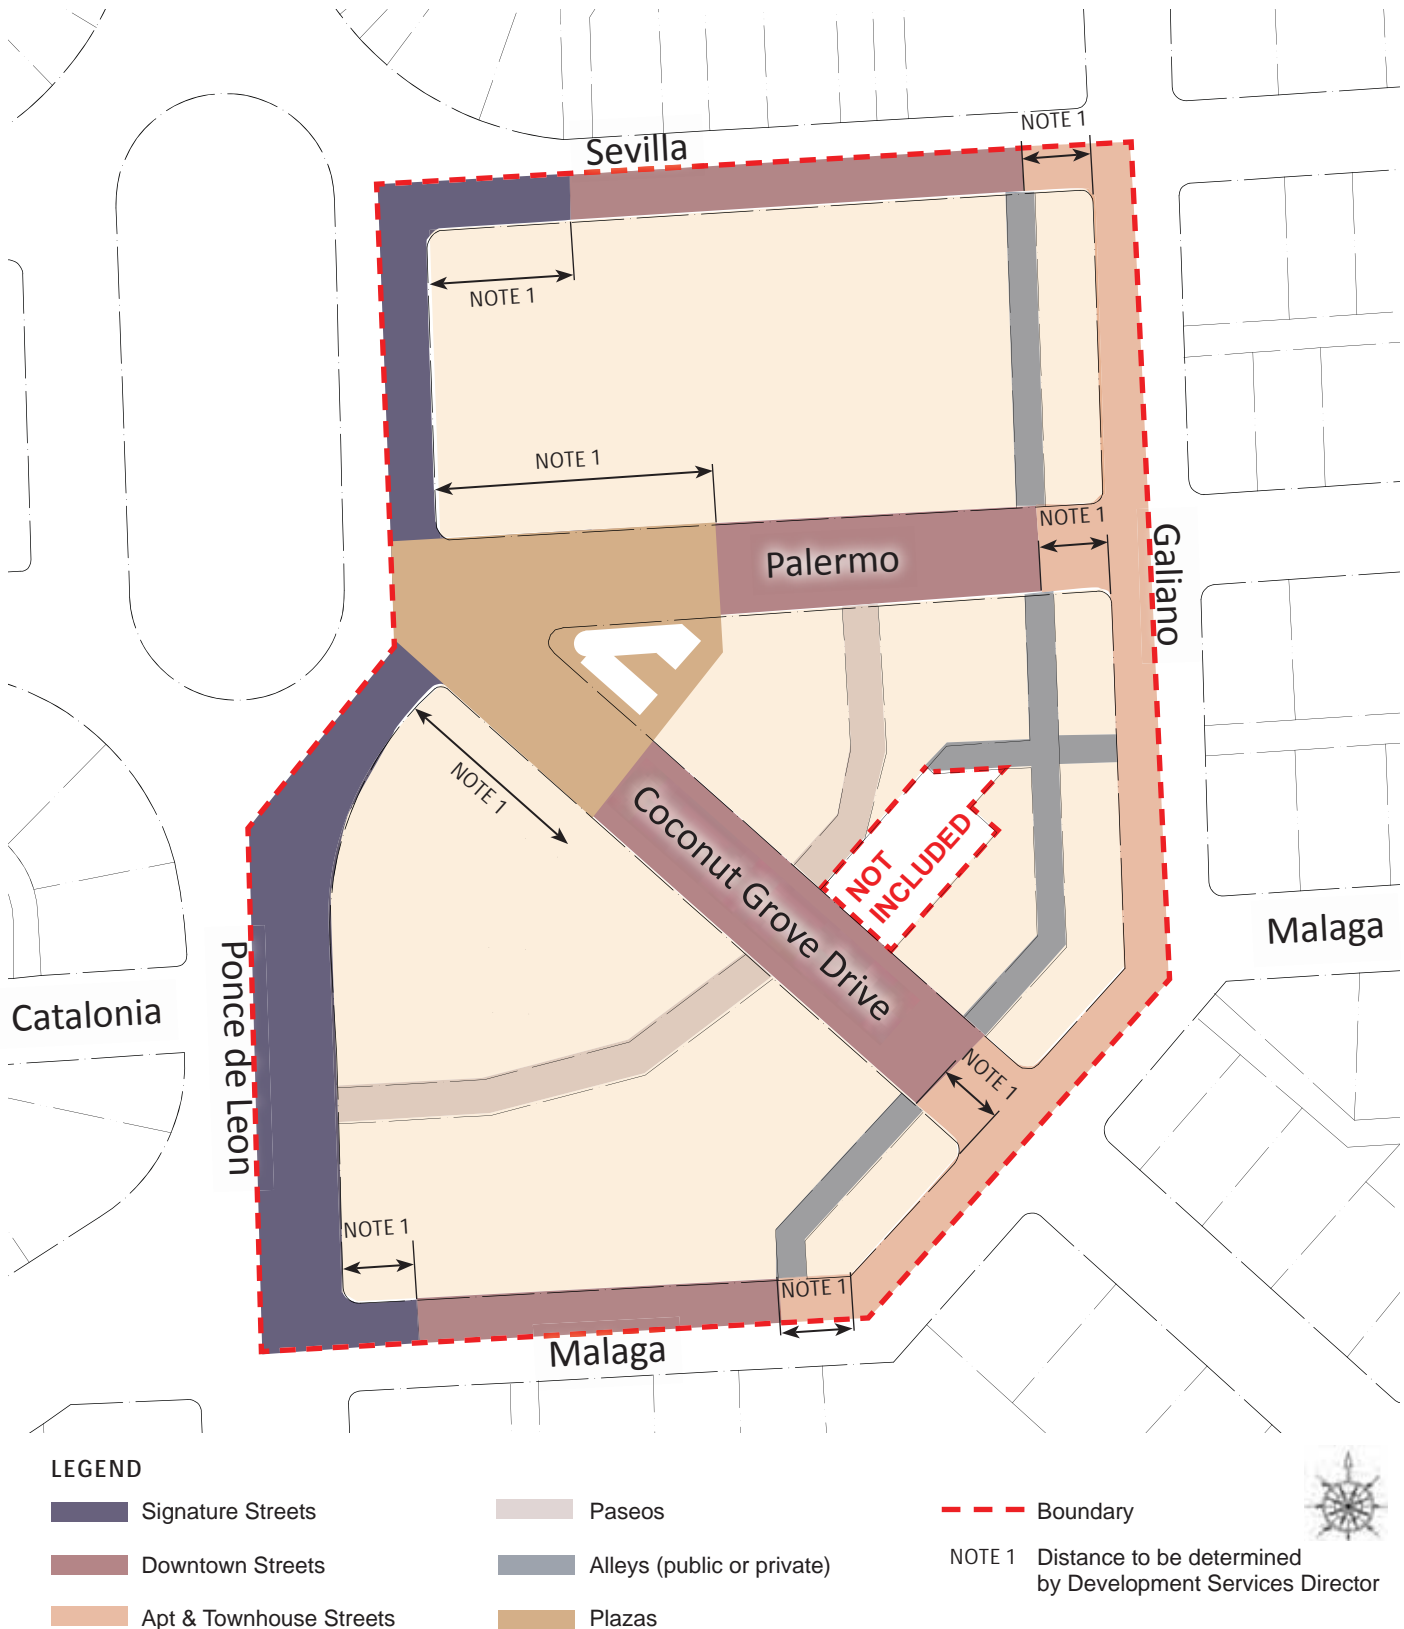 NOTE 1
Sevilla
NOTE 1
NOTE 1
NOTE 1
Palermo
Galiano
NOTE 1
Coconut Grove Drive
NOT
INCLUDED
Malaga
Catalonia
Ponce de Leon
NOTE 1
NOTE 1
NOTE 1
Malaga
LEGEND
Signature Streets
Downtown Streets
Apt & Townhouse Streets
Paseos
Alleys (public or private)
Plazas
Boundary
NOTE 1 Distance to be determined
by Development Services Director